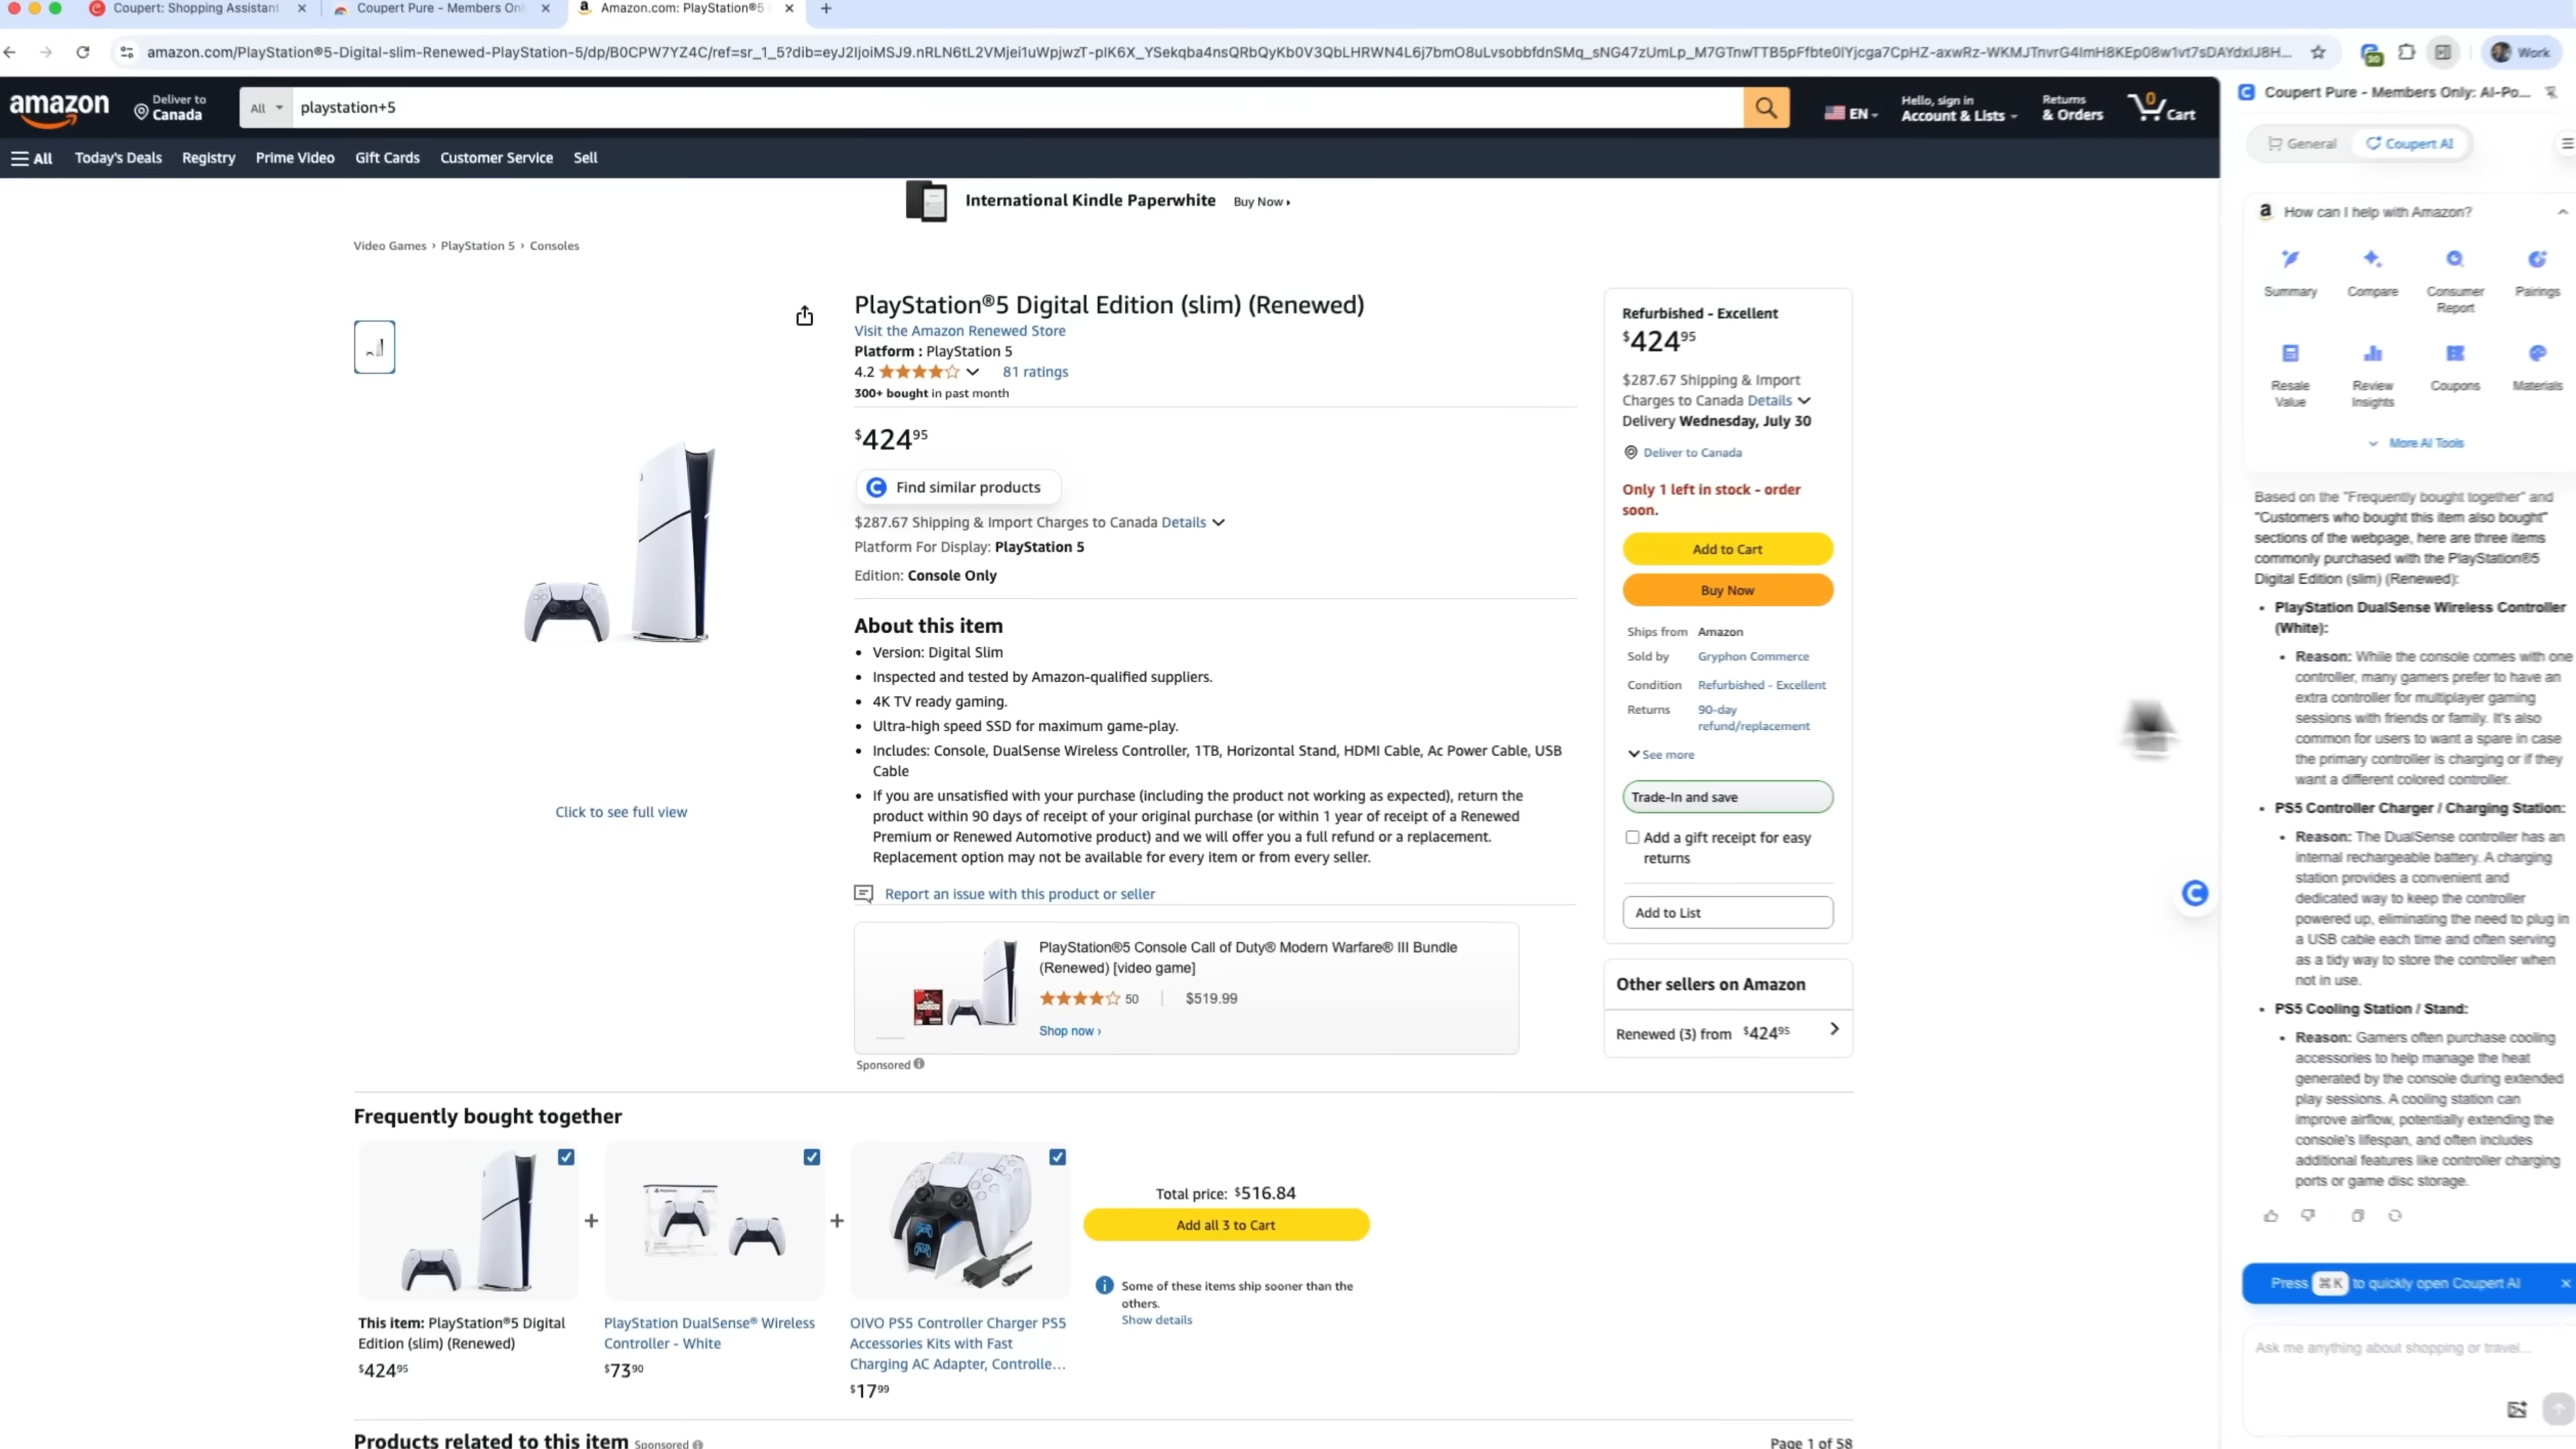 Coupert: Shopping Assistant
Coupert Pure - Members Onl
Amazon.com: PlayStation®5
Work
amazon
Deliver to
Canada
All
playstation+5
EN
Hello, sign in
Account & Lists
Returns
& Orders
0
Cart
All
Today's Deals
Registry
Prime Video
Gift Cards
Customer Service
Sell
International Kindle Paperwhite
Buy Now
Video Games › PlayStation 5 › Consoles
PlayStation®5 Digital Edition (slim) (Renewed)
Visit the Amazon Renewed Store
Platform : PlayStation 5
4.2
81 ratings
300+ bought in past month
$424 95
Find similar products
$287.67 Shipping & Import Charges to Canada Details
Platform For Display: PlayStation 5
Edition: Console Only
About this item
• Version: Digital Slim
• Inspected and tested by Amazon-qualified suppliers.
• 4K TV ready gaming.
• Ultra-high speed SSD for maximum game-play.
• Includes: Console, DualSense Wireless Controller, 1TB, Horizontal Stand, HDMI Cable, Ac Power Cable, USB
Cable
• If you are unsatisfied with your purchase (including the product not working as expected), return the
product within 90 days of receipt of your original purchase (or within 1 year of receipt of a Renewed
Premium or Renewed Automotive product) and we will offer you a full refund or a replacement.
Replacement option may not be available for every item or from every seller.
Report an issue with this product or seller
Click to see full view
PlayStation®5 Console Call of Duty® Modern Warfare® III Bundle
(Renewed) [video game]
50
$519.99
Shop now ›
Sponsored
Refurbished - Excellent
$424 95
$287.67 Shipping & Import
Charges to Canada Details
Delivery Wednesday, July 30
Deliver to Canada
Only 1 left in stock - order
soon.
Add to Cart
Buy Now
Ships from Amazon
Sold by Gryphon Commerce
Condition Refurbished - Excellent
Returns 90-day
refund/replacement
See more
Trade-In and save
Add a gift receipt for easy
returns
Add to List
Other sellers on Amazon
Renewed (3) from $424 95
Frequently bought together
This item: PlayStation®5 Digital
Edition (slim) (Renewed)
$424 95
PlayStation DualSense® Wireless
Controller - White
$73 90
OIVO PS5 Controller Charger PS5
Accessories Kits with Fast
Charging AC Adapter, Controlle...
$17 99
Total price: $516.84
Add all 3 to Cart
Some of these items ship sooner than the
others.
Show details
Products related to this item Sponsored
Page 1 of 58
Coupert Pure - Members Only: AI-Po...
General
Coupert AI
How can I help with Amazon?
Summary
Compare
Consumer
Report
Pairings
Resale
Value
Review
Insights
Coupons
Materials
More AI Tools
Based on the "Frequently bought together" and
"Customers who bought this item also bought"
sections of the webpage, here are three items
commonly purchased with the PlayStation®5
Digital Edition (slim) (Renewed):
• PlayStation DualSense Wireless Controller
(White):
• Reason: While the console comes with one
controller, many gamers prefer to have an
extra controller for multiplayer gaming
sessions with friends or family. It's also
common for users to want a spare in case
the primary controller is charging or if they
want a different colored controller.
• PS5 Controller Charger / Charging Station:
• Reason: The DualSense controller has an
internal rechargeable battery. A charging
station provides a convenient and
dedicated way to keep the controller
powered up, eliminating the need to plug in
a USB cable each time and often serving
as a tidy way to store the controller when
not in use.
• PS5 Cooling Station / Stand:
• Reason: Gamers often purchase cooling
accessories to help manage the heat
generated by the console during extended
play sessions. A cooling station can
improve airflow, potentially extending the
console's lifespan, and often includes
additional features like controller charging
ports or game disc storage.
Press ⌘K to quickly open Coupert AI
Ask me anything about shopping or travel...